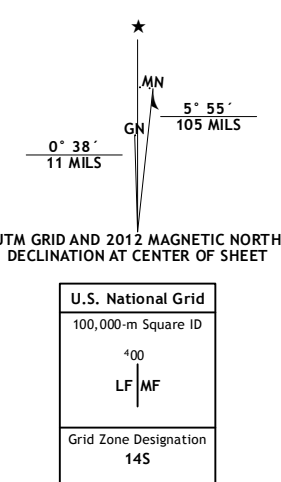 ★
MN
5° 55´
105 MILS
GN
0° 38´
11 MILS
UTM GRID AND 2012 MAGNETIC NORTH
DECLINATION AT CENTER OF SHEET
U.S. National Grid
100,000-m Square ID
⁴00
LF MF
Grid Zone Designation
14S